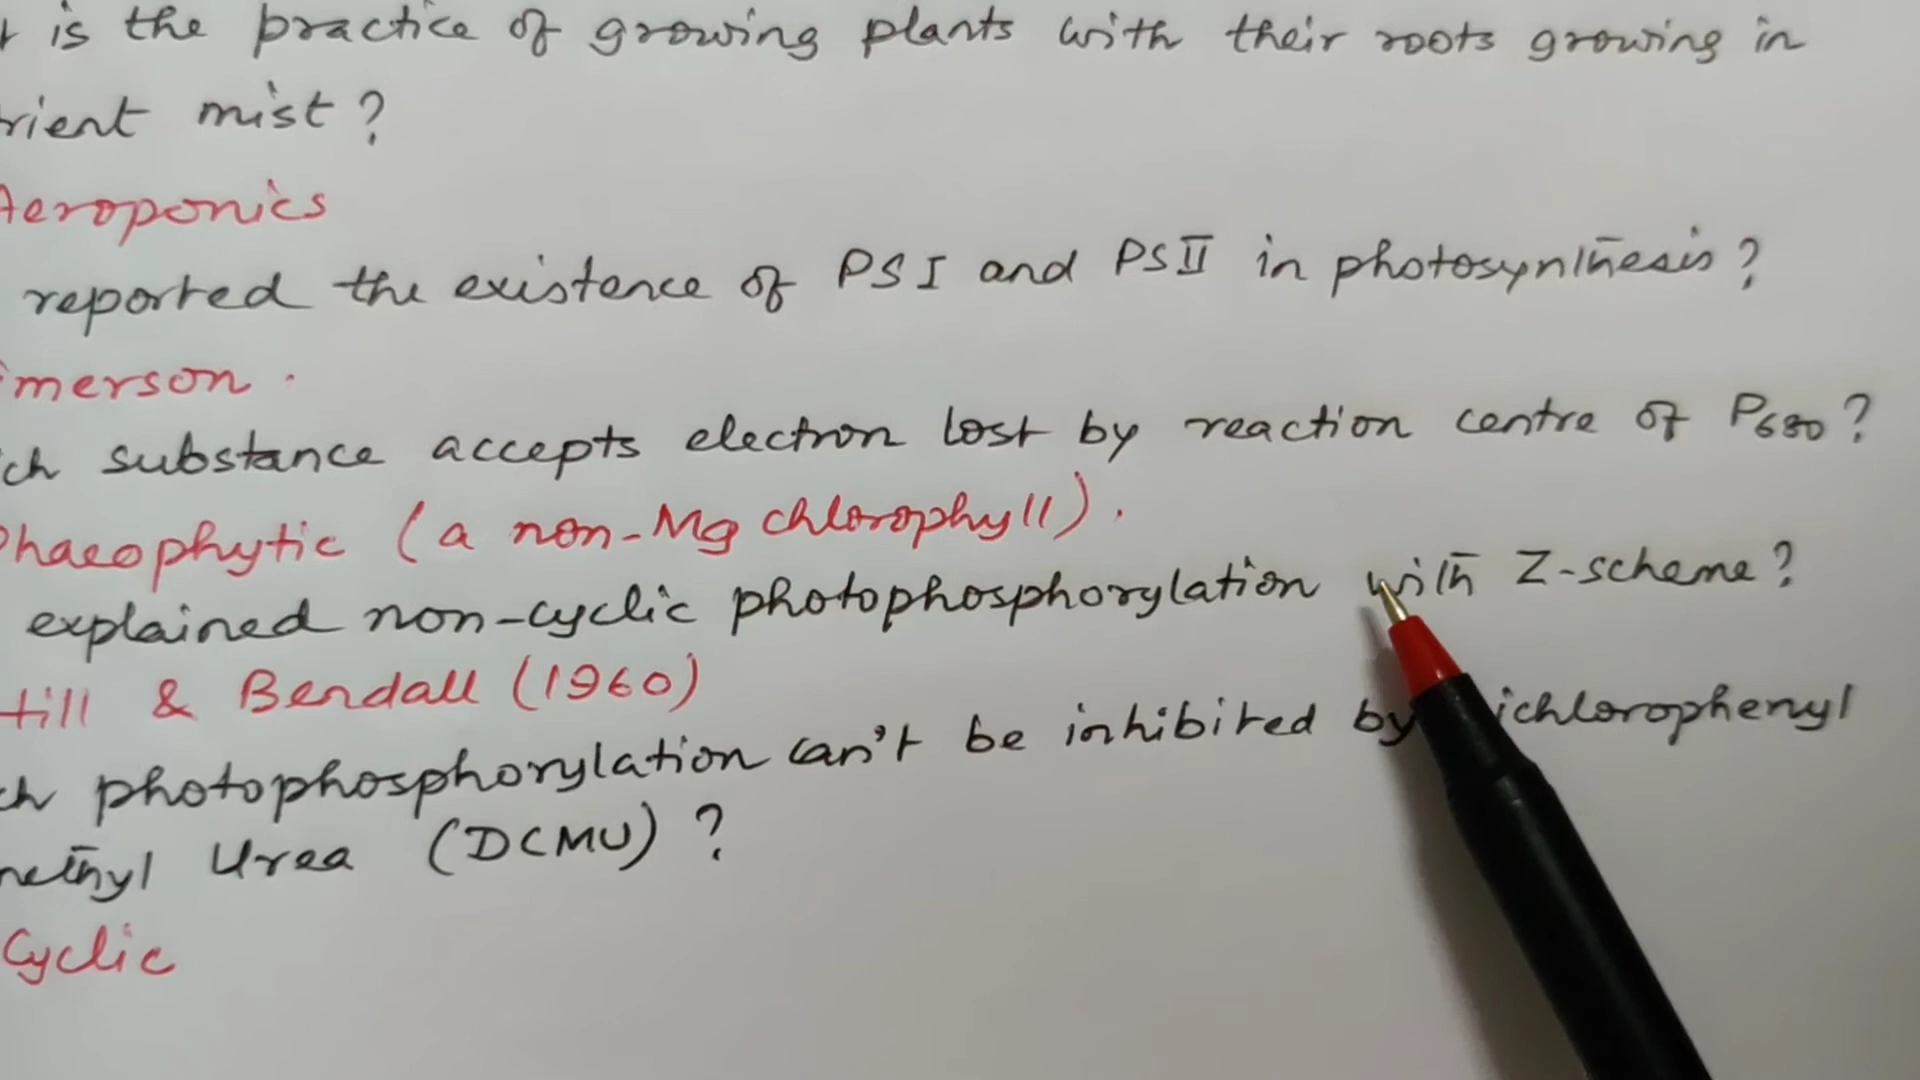 is the practice of growing plants with their roots growing in
rient mist?
Aeroponics
reported the existence of PS I and PS II in photosynthesis?
merson.
ch substance accepts electron lost by reaction centre of P680?
Phaeophytic (a non-Mg chlorophyll).
explained non-cyclic photophosphorylation with Z-scheme?
Hill & Bendall (1960)
ch photophosphorylation can't be inhibited by ichlorophenyl
methyl Urea (DCMU)?
Cyclic